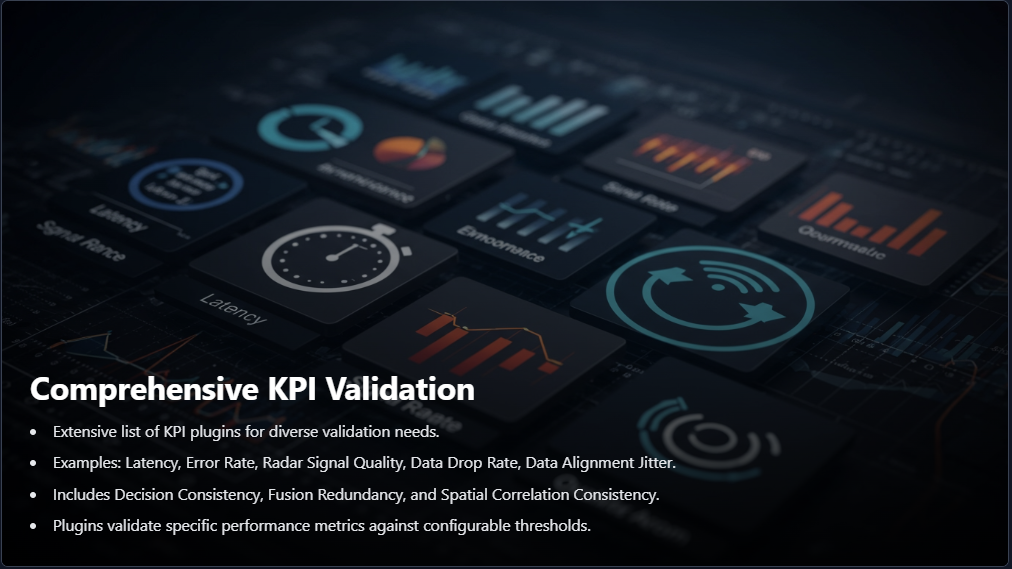 Latency
Latency
Comprehensive KPI Validation
• Extensive list of KPI plugins for diverse validation needs.
• Examples: Latency, Error Rate, Radar Signal Quality, Data Drop Rate, Data Alignment Jitter.
• Includes Decision Consistency, Fusion Redundancy, and Spatial Correlation Consistency.
• Plugins validate specific performance metrics against configurable thresholds.